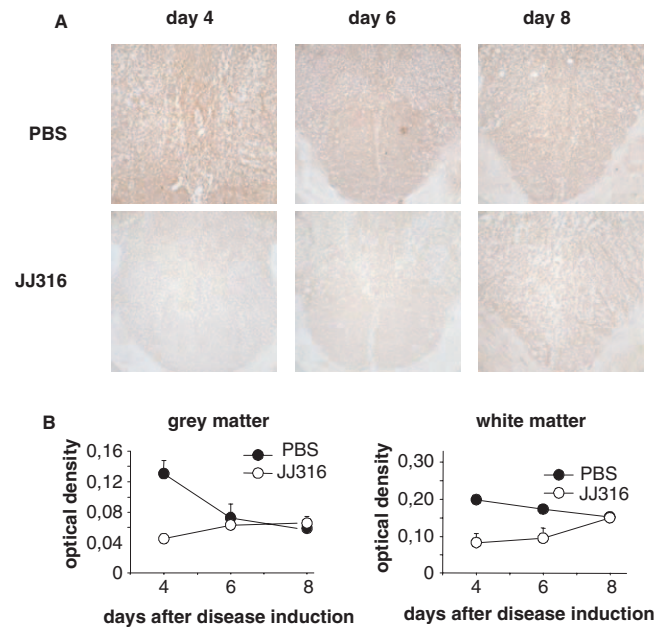 A
day 4 day 6 day 8
PBS
JJ316
B
grey matter
optical density
0,16
0,12
0,08
0,04
0
PBS
JJ316
4 6 8
days after disease induction
white matter
optical density
0,30
0,20
0,10
0
PBS
JJ316
4 6 8
days after disease induction